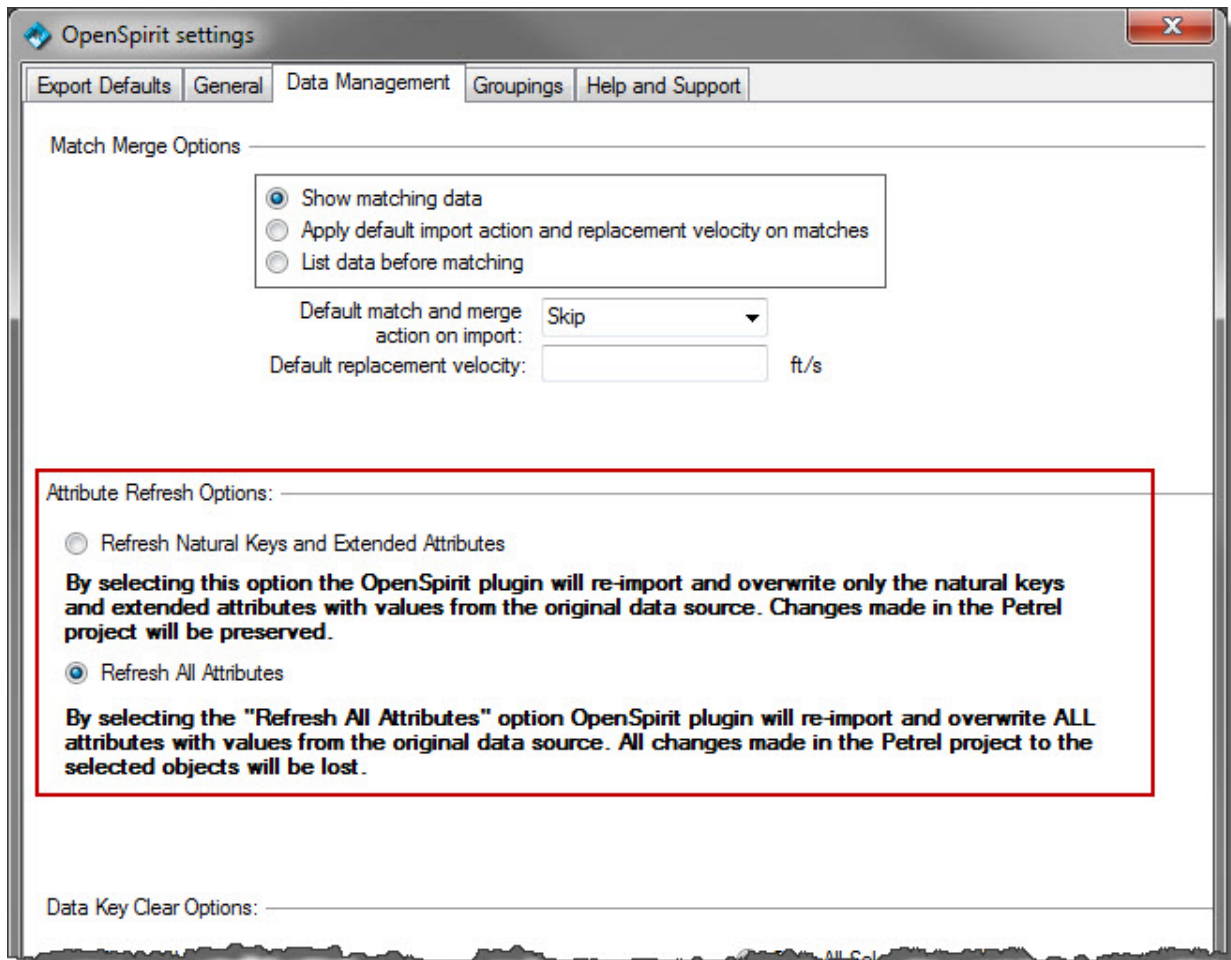 OpenSpirit settings
Export Defaults General Data Management Groupings Help and Support
Match Merge Options
Show matching data
Apply default import action and replacement velocity on matches
List data before matching
Default match and merge
action on import:
Skip
Default replacement velocity:
ft/s
Attribute Refresh Options:
Refresh Natural Keys and Extended Attributes
By selecting this option the OpenSpirit plugin will re-import and overwrite only the natural keys
and extended attributes with values from the original data source. Changes made in the Petrel
project will be preserved.
Refresh All Attributes
By selecting the "Refresh All Attributes" option OpenSpirit plugin will re-import and overwrite ALL
attributes with values from the original data source. All changes made in the Petrel project to the
selected objects will be lost.
Data Key Clear Options: